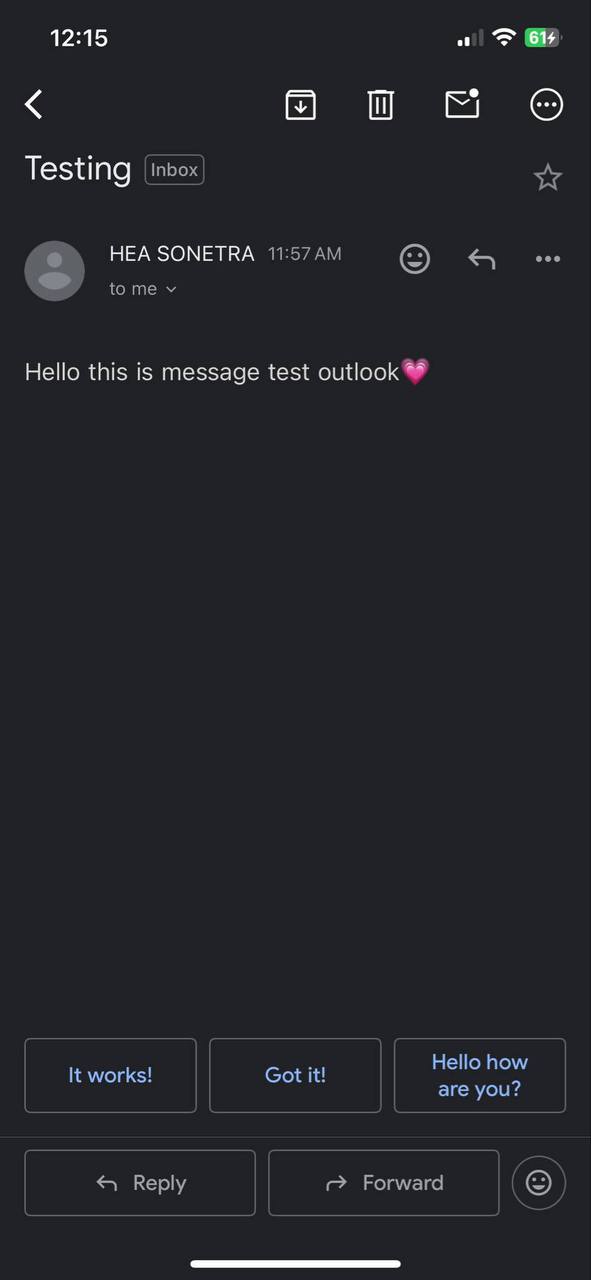 12:15
61
Testing Inbox
HEA SONETRA 11:57 AM
to me
Hello this is message test outlook💗
It works!
Got it!
Hello how
are you?
Reply
Forward